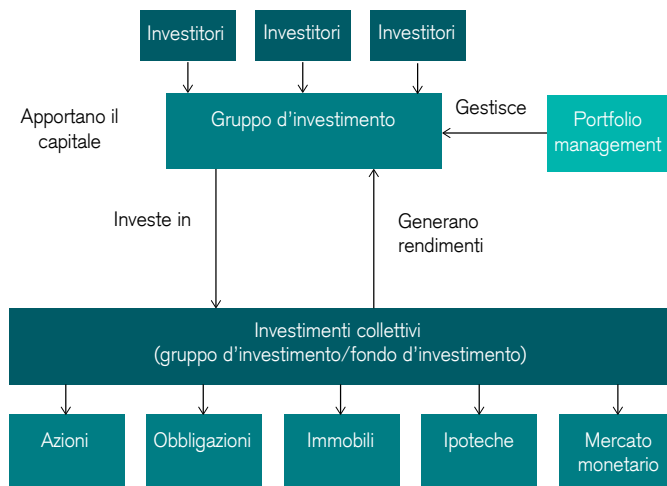 Investitori
Investitori
Investitori
Apportano il
capitale
Gruppo d'investimento
Gestisce
Portfolio
management
Investe in
Generano
rendimenti
Investimenti collettivi
(gruppo d'investimento/fondo d'investimento)
Azioni
Obbligazioni
Immobili
Ipoteche
Mercato
monetario